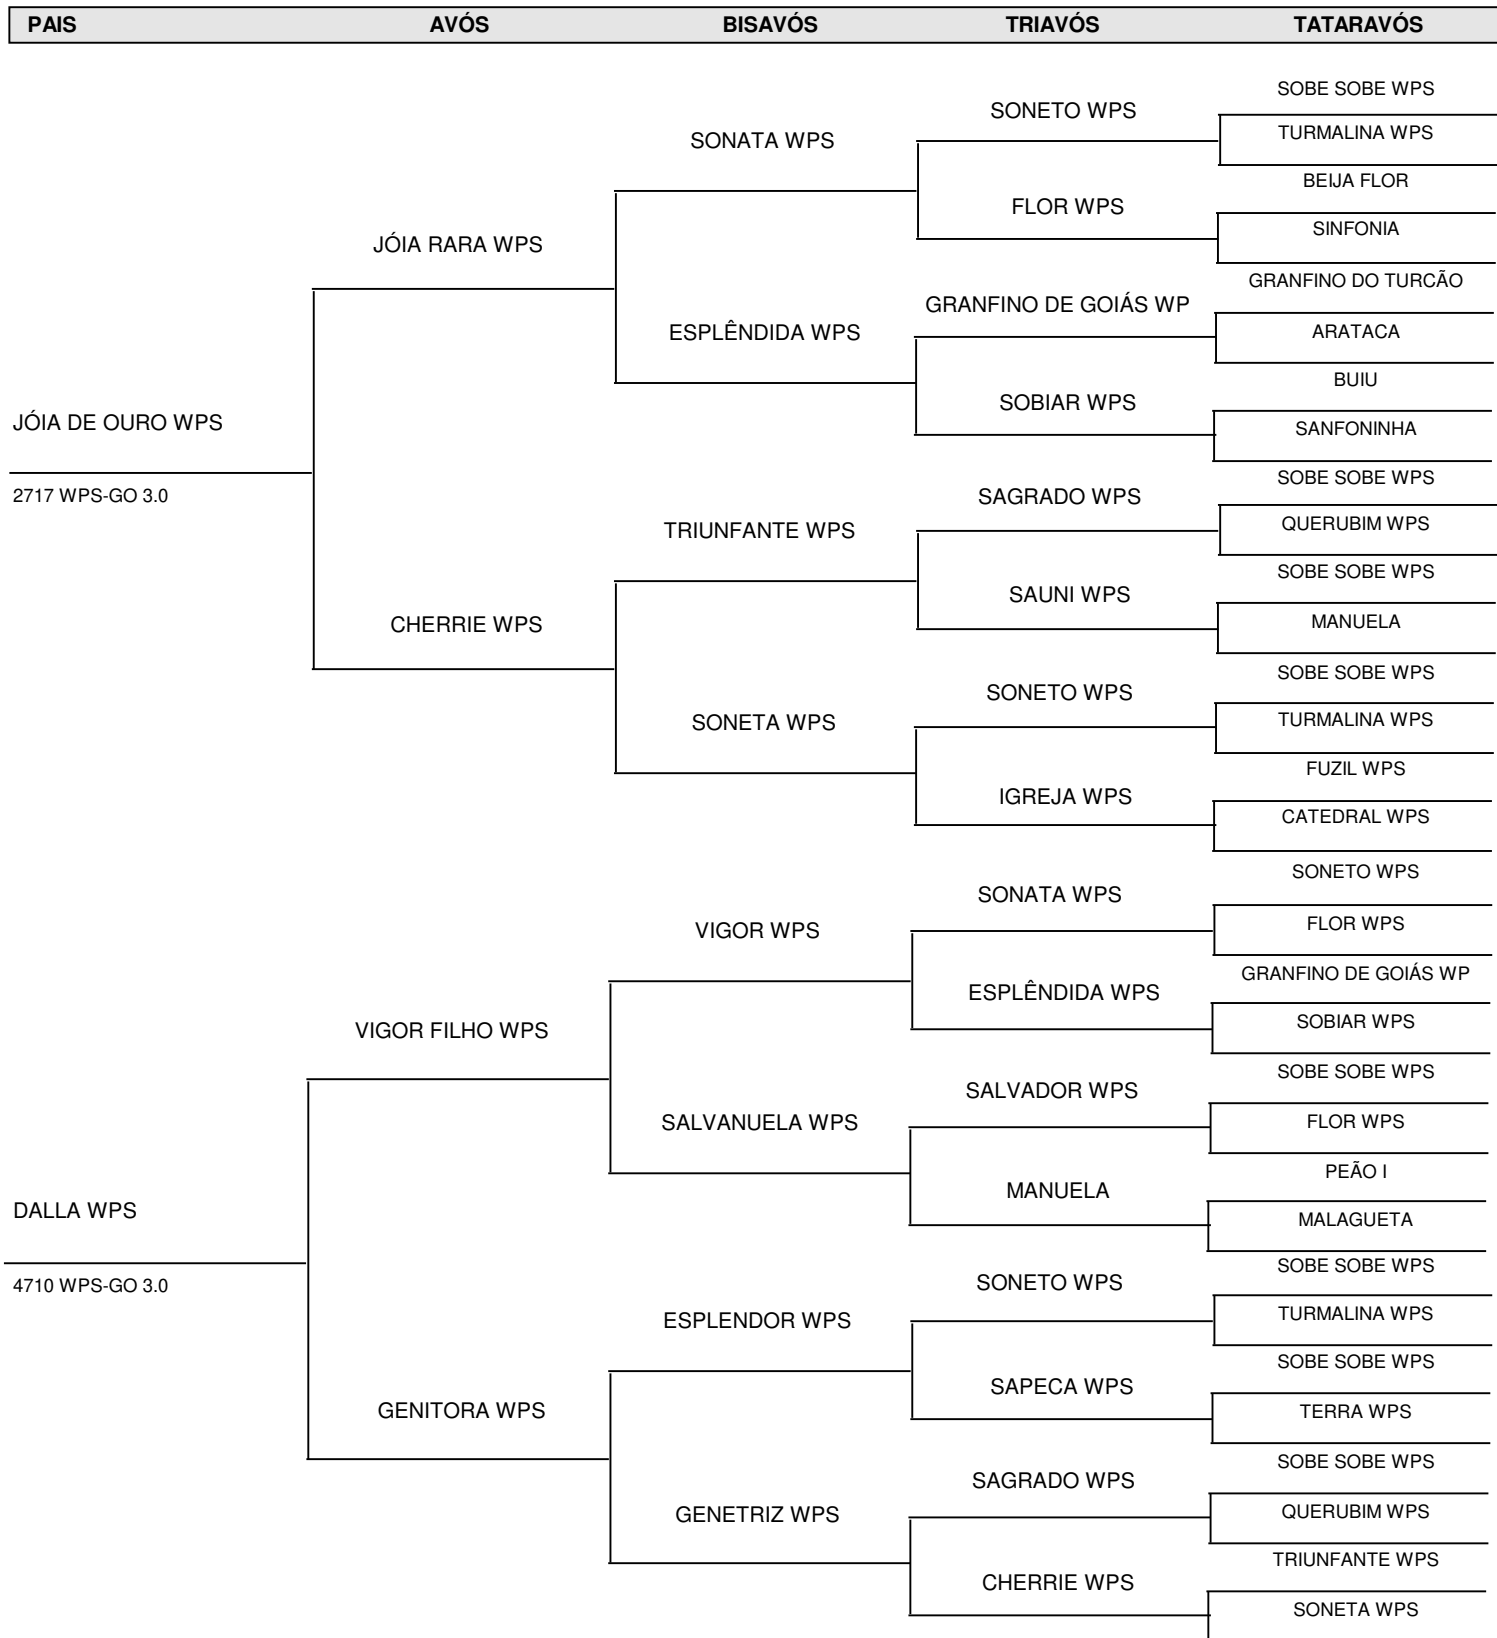 PAIS AVÓS BISAVÓS TRIAVÓS TATARAVÓS
SOBE SOBE WPS
SONETO WPS
TURMALINA WPS
SONATA WPS
BEIJA FLOR
FLOR WPS
SINFONIA
JÓIA RARA WPS
GRANFINO DO TURCÃO
GRANFINO DE GOIÁS WP
ESPLÊNDIDA WPS
ARATACA
BUIU
SOBIAR WPS
JÓIA DE OURO WPS
SANFONINHA
SOBE SOBE WPS
2717 WPS-GO 3.0
SAGRADO WPS
QUERUBIM WPS
TRIUNFANTE WPS
SOBE SOBE WPS
SAUNI WPS
MANUELA
CHERRIE WPS
SOBE SOBE WPS
SONETO WPS
TURMALINA WPS
SONETA WPS
FUZIL WPS
IGREJA WPS
CATEDRAL WPS
SONETO WPS
SONATA WPS
FLOR WPS
VIGOR WPS
GRANFINO DE GOIÁS WP
ESPLÊNDIDA WPS
SOBIAR WPS
VIGOR FILHO WPS
SOBE SOBE WPS
SALVADOR WPS
FLOR WPS
SALVANUELA WPS
PEÃO I
MANUELA
DALLA WPS
MALAGUETA
SOBE SOBE WPS
4710 WPS-GO 3.0
SONETO WPS
TURMALINA WPS
ESPLENDOR WPS
SOBE SOBE WPS
SAPECA WPS
GENITORA WPS
TERRA WPS
SOBE SOBE WPS
SAGRADO WPS
QUERUBIM WPS
GENETRIZ WPS
TRIUNFANTE WPS
CHERRIE WPS
SONETA WPS